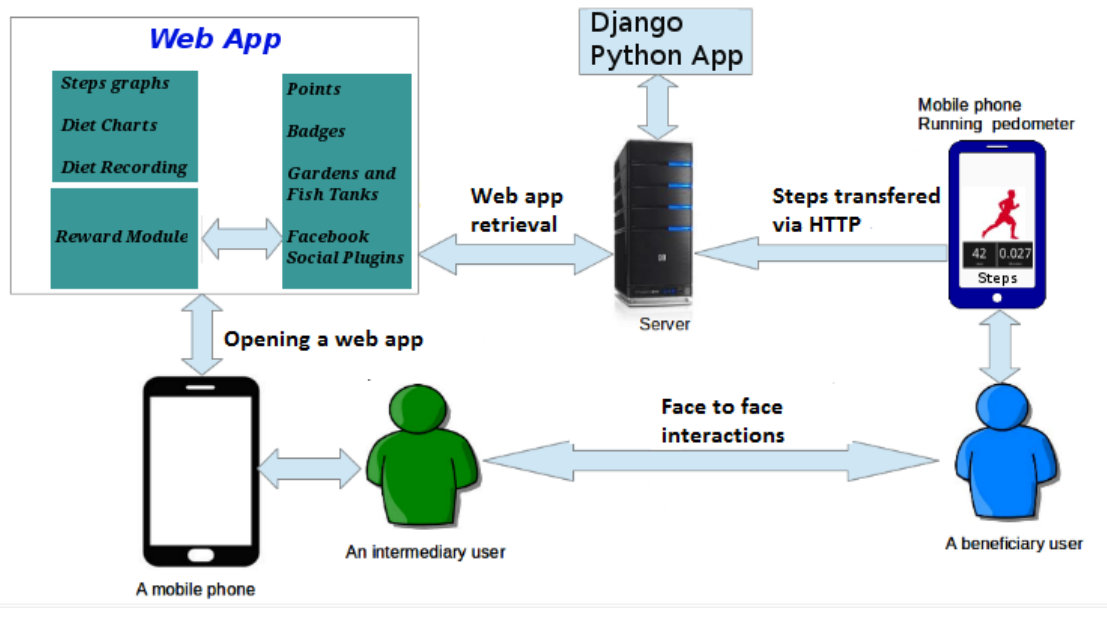 Web App
Steps graphs
Diet Charts
Diet Recording
Reward Module
Points
Badges
Gardens and
Fish Tanks
Facebook
Social Plugins
Django
Python App
Web app
retrieval
Server
Steps transfered
via HTTP
Mobile phone
Running pedometer
42
0.027
Steps
Opening a web app
Face to face
interactions
A mobile phone
An intermediary user
A beneficiary user